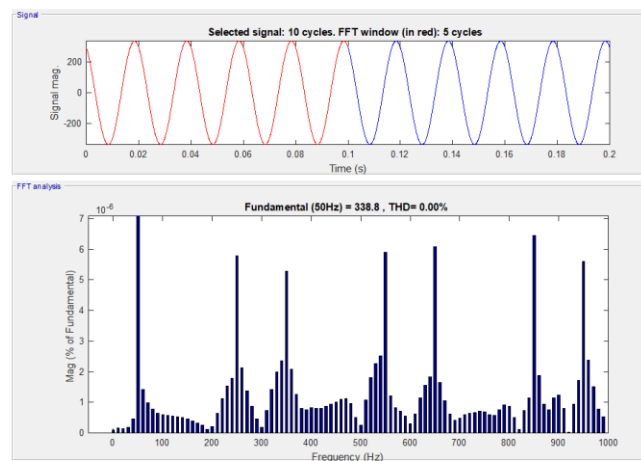 Signal
Selected signal: 10 cycles. FFT window (in red): 5 cycles
200
0
-200
Signal mag.
0 0.02 0.04 0.06 0.08 0.1 0.12 0.14 0.16 0.18 0.2
Time (s)
FFT analysis
×10^-6
Fundamental (50Hz) = 338.8 , THD= 0.00%
7
6
5
4
3
2
1
0
Mag (% of Fundamental)
0 100 200 300 400 500 600 700 800 900 1000
Frequency (Hz)